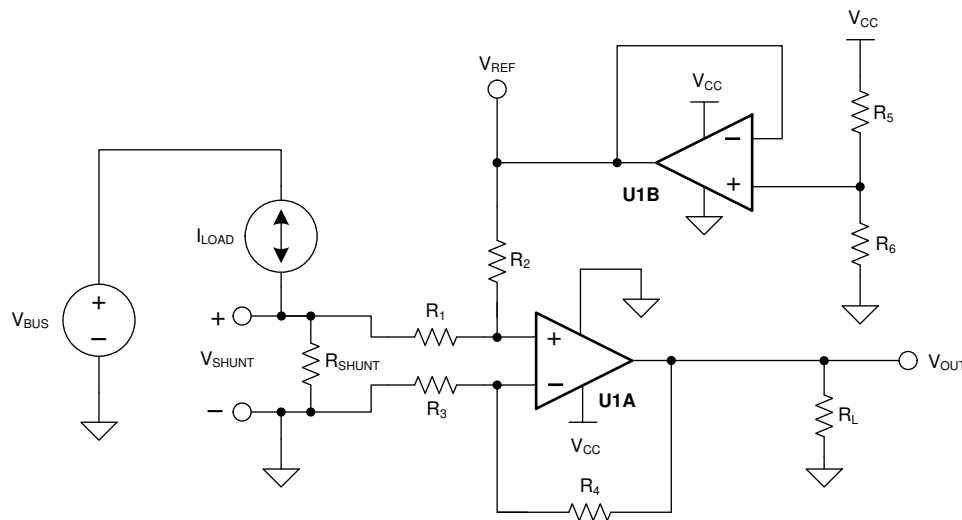 VCC
VREF
VCC
R5
−
+
U1B
R6
ILOAD
R2
VBUS
+
−
+
R1
VSHUNT
RSHUNT
+
−
VOUT
−
R3
U1A
RL
VCC
R4